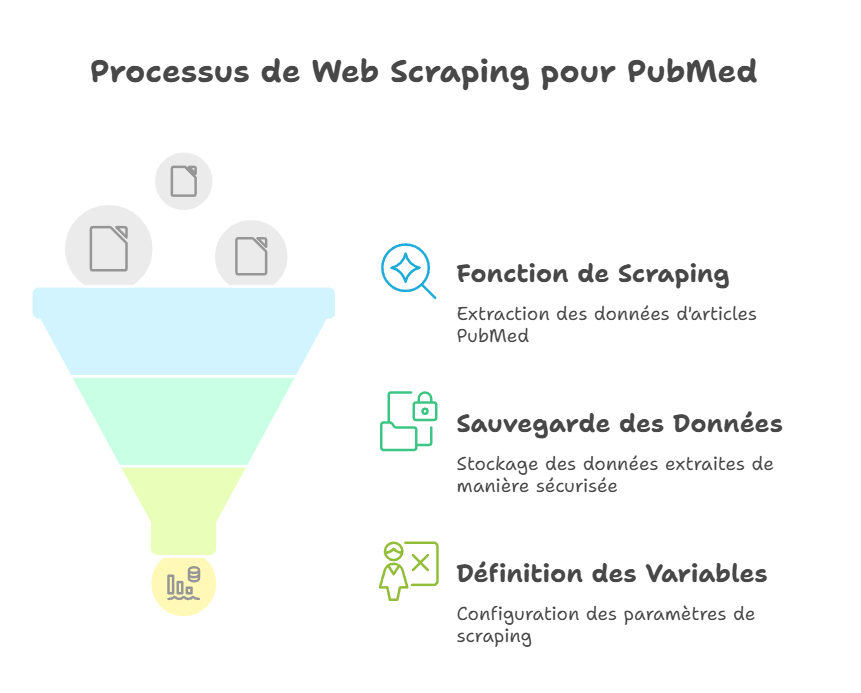 Processus de Web Scraping pour PubMed
Fonction de Scraping
Extraction des données d'articles
PubMed
Sauvegarde des Données
Stockage des données extraites de
manière sécurisée
Définition des Variables
Configuration des paramètres de
scraping